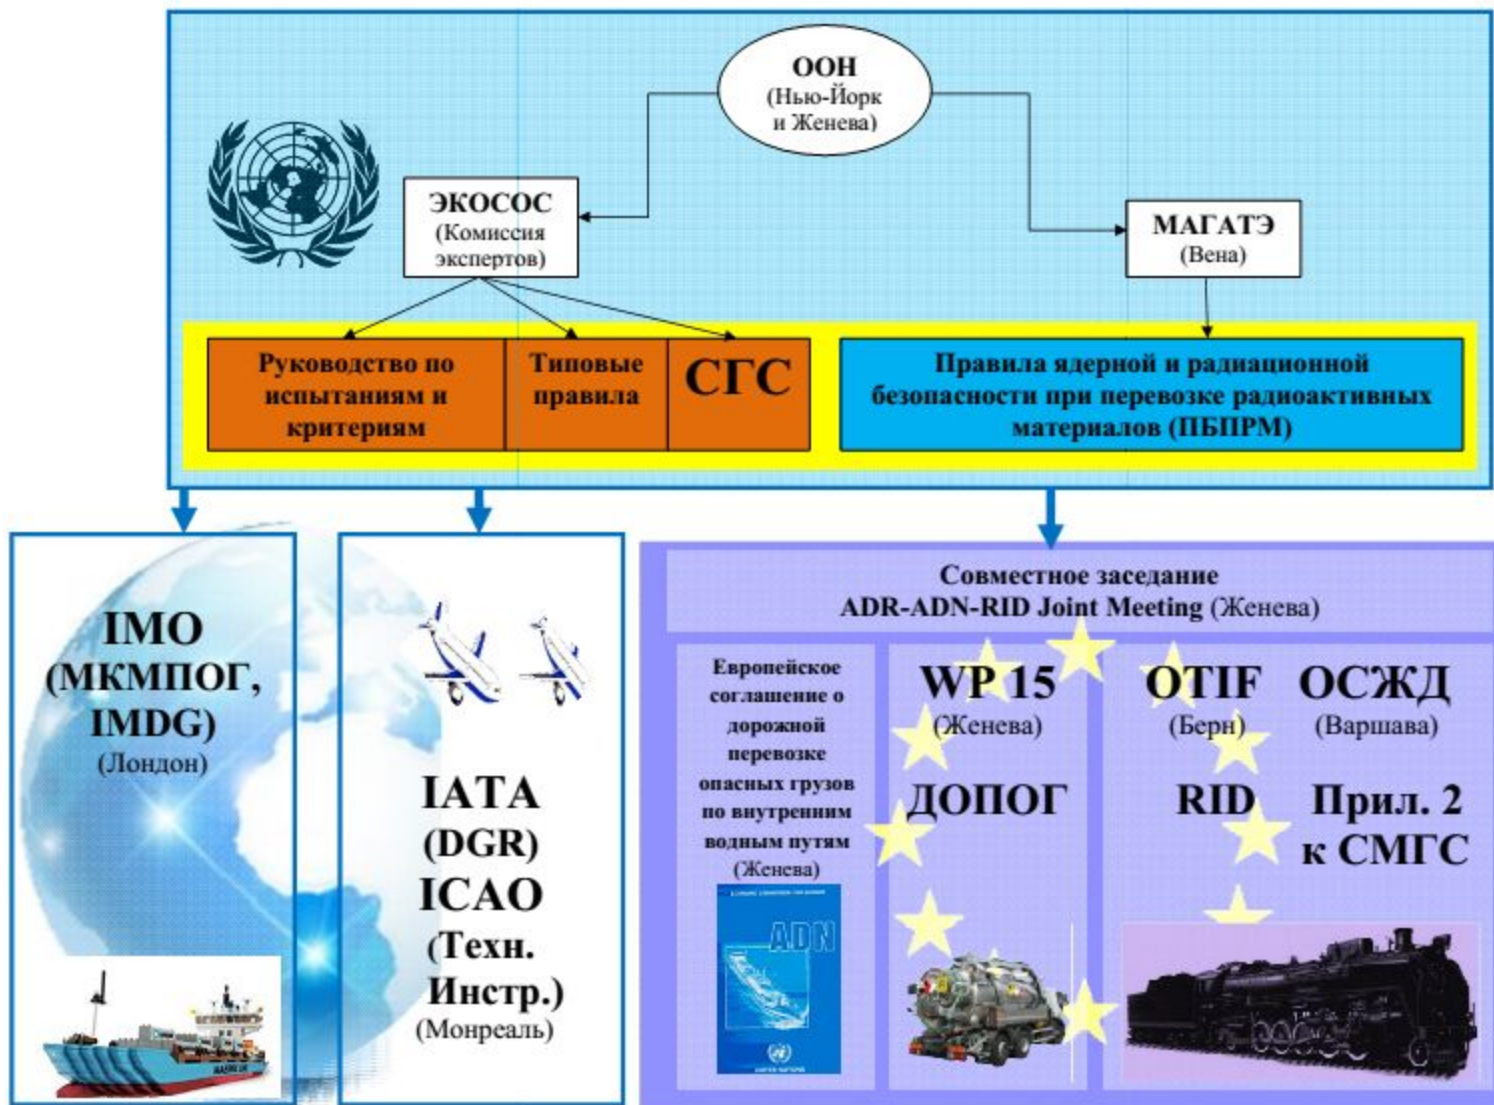 ООН
(Нью-Йорк
и Женева)
ЭКОСОС
(Комиссия
экспертов)
МАГАТЭ
(Вена)
Руководство по
испытаниям и
критериям
Типовые
правила
СГС
Правила ядерной и радиационной
безопасности при перевозке радиоактивных
материалов (ПБПРМ)
IMO
(МКМПОГ,
IMDG)
(Лондон)
IATA
(DGR)
ICAO
(Техн.
Инстр.)
(Монреаль)
Совместное заседание
ADR-ADN-RID Joint Meeting (Женева)
Европейское
соглашение о
дорожной
перевозке
опасных грузов
по внутренним
водным путям
(Женева)
ADN
UNITED NATIONS
WP 15
(Женева)
ДОПОГ
OTIF
(Берн)
RID
ОСЖД
(Варшава)
Прил. 2
к СМГС